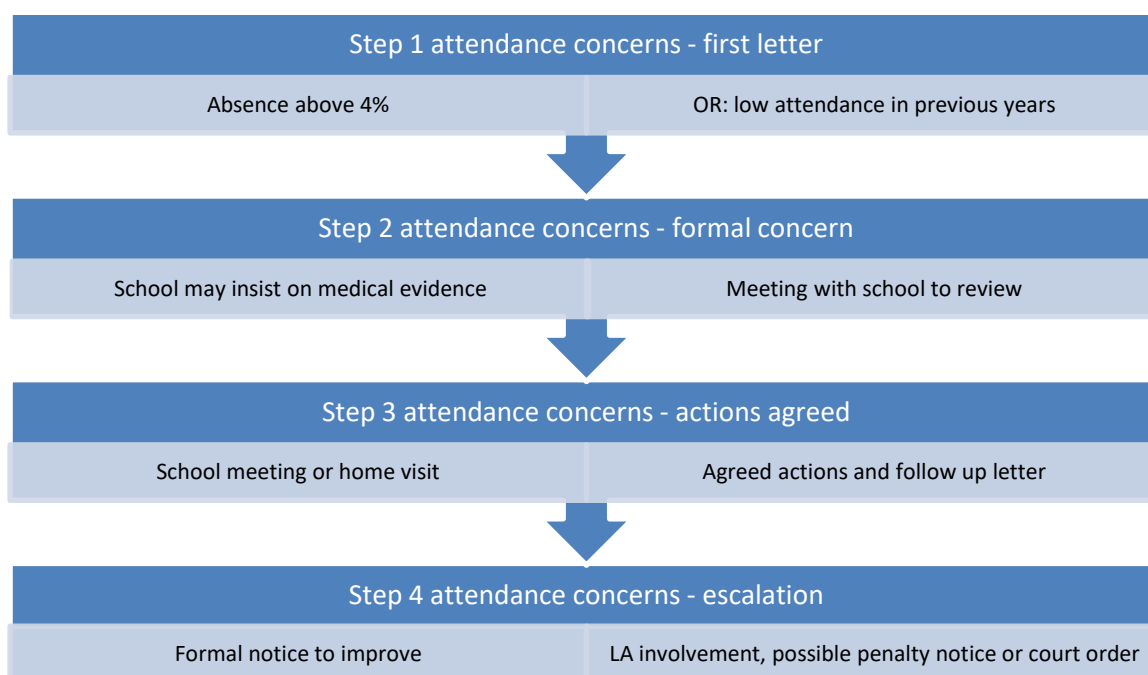 Step 1 attendance concerns - first letter
Absence above 4%
OR: low attendance in previous years
Step 2 attendance concerns - formal concern
School may insist on medical evidence
Meeting with school to review
Step 3 attendance concerns - actions agreed
School meeting or home visit
Agreed actions and follow up letter
Step 4 attendance concerns - escalation
Formal notice to improve
LA involvement, possible penalty notice or court order